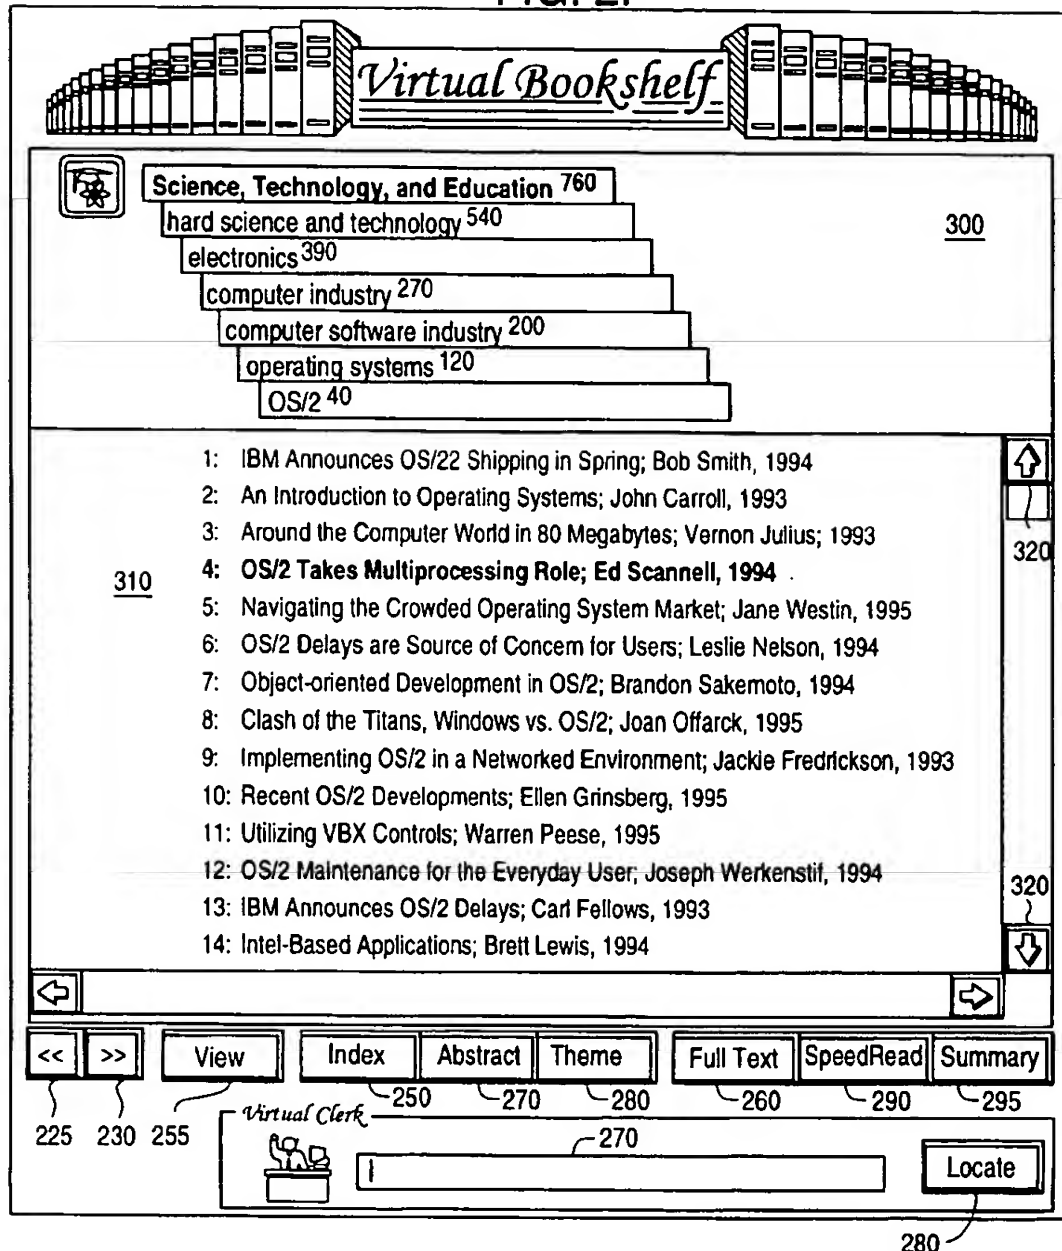 Virtual Bookshelf
Science, Technology, and Education 760
hard science and technology 540
300
electronics 390
computer industry 270
computer software industry 200
operating systems 120
OS/2 40
1: IBM Announces OS/22 Shipping in Spring; Bob Smith, 1994
2: An Introduction to Operating Systems; John Carroll, 1993
3: Around the Computer World in 80 Megabytes; Vernon Julius; 1993
320
310
4: OS/2 Takes Multiprocessing Role; Ed Scannell, 1994
5: Navigating the Crowded Operating System Market; Jane Westin, 1995
6: OS/2 Delays are Source of Concern for Users; Leslie Nelson, 1994
7: Object-oriented Development in OS/2; Brandon Sakemoto, 1994
8: Clash of the Titans, Windows vs. OS/2; Joan Offarck, 1995
9: Implementing OS/2 in a Networked Environment; Jackie Fredrickson, 1993
10: Recent OS/2 Developments; Ellen Grinsberg, 1995
11: Utilizing VBX Controls; Warren Peese, 1995
12: OS/2 Maintenance for the Everyday User; Joseph Werkenstif, 1994
320
13: IBM Announces OS/2 Delays; Carl Fellows, 1993
14: Intel-Based Applications; Brett Lewis, 1994
<< >> View Index Abstract Theme Full Text SpeedRead Summary
250 270 280 260 290 295
225 230 255
Virtual Clerk
270
Locate
280